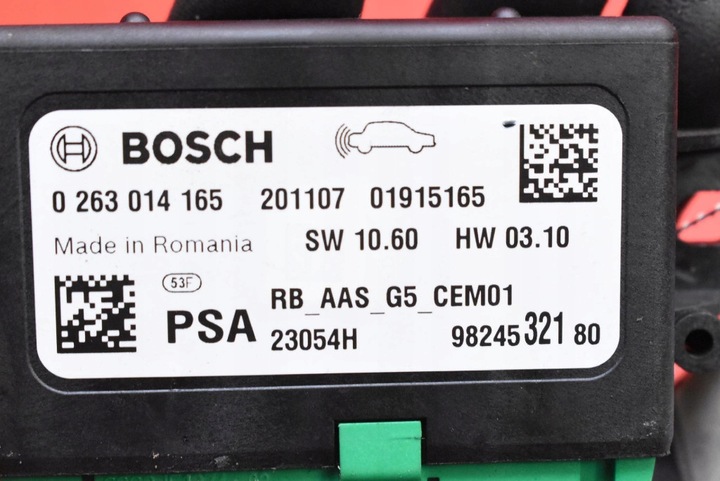 BOSCH
0 263 014 165 201107 01915165
Made in Romania SW 10.60 HW 03.10
53F
PSA RB_AAS_G5_CEM01
23054H 98245 321 80